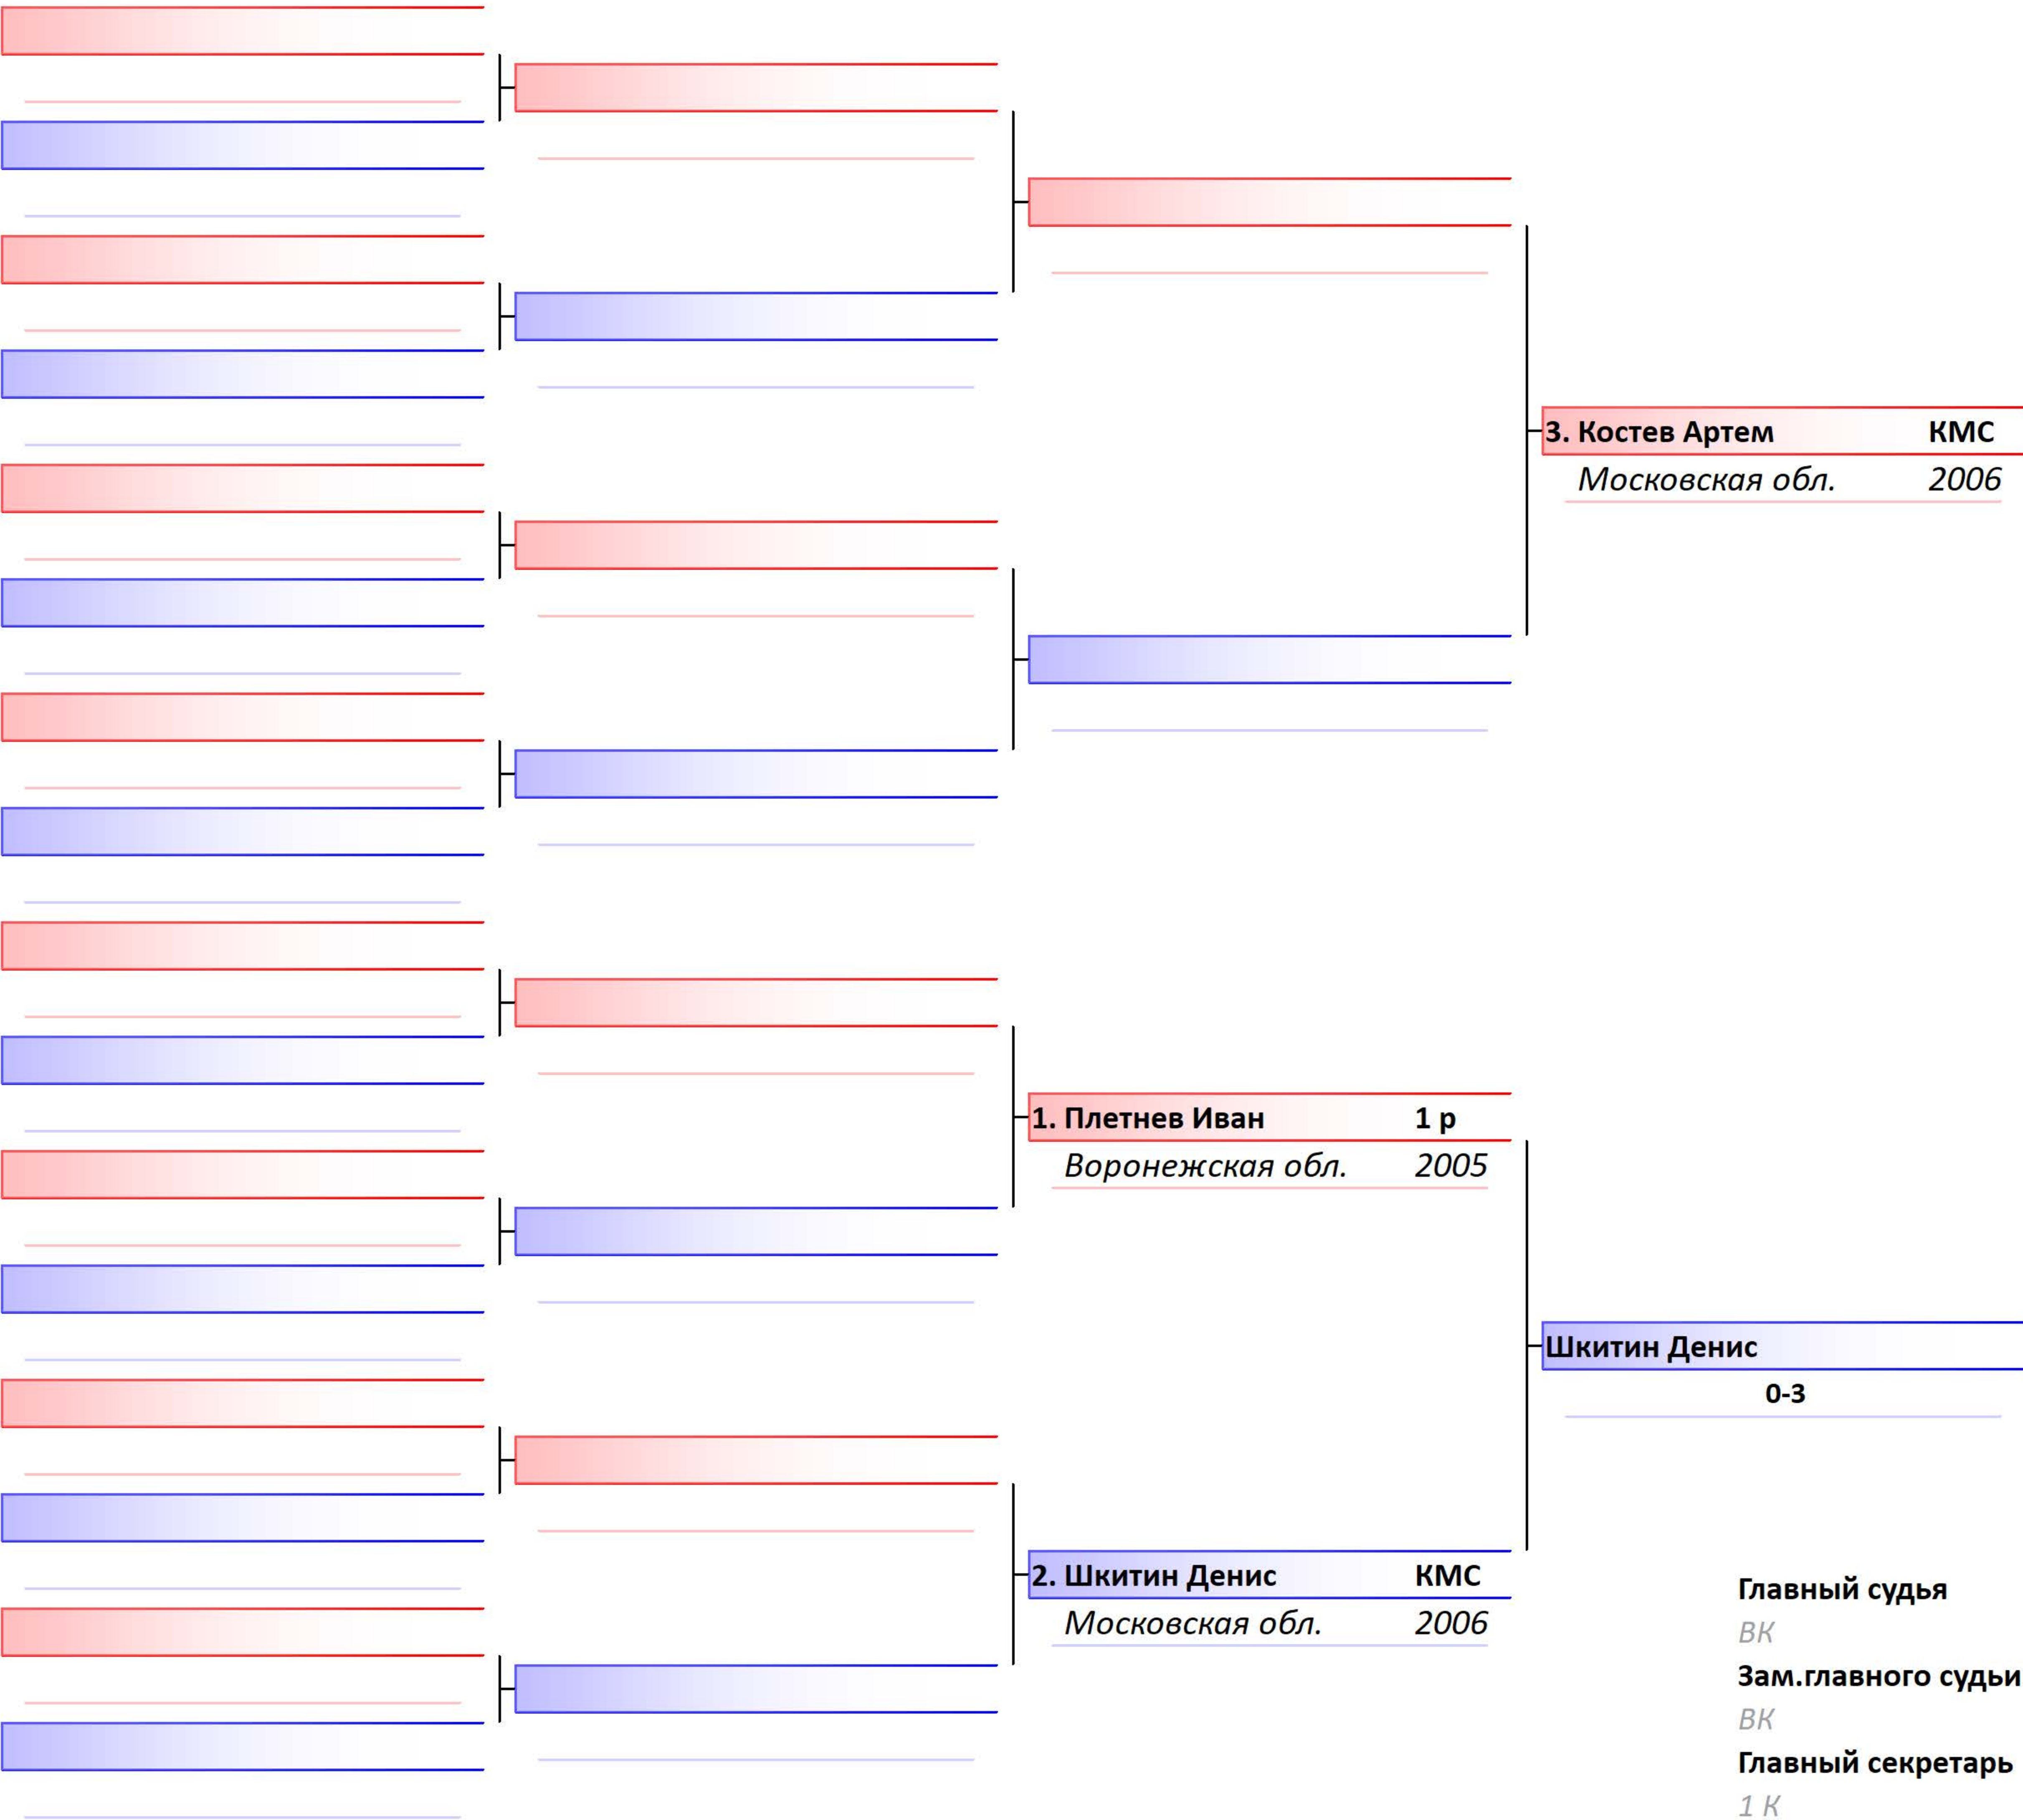 3. Костев Артем КМС
Московская обл. 2006
1. Плетнев Иван 1 р
Воронежская обл. 2005
Шкитин Денис
0-3
2. Шкитин Денис КМС
Московская обл. 2006
Главный судья
ВК
Зам.главного судьи
ВК
Главный секретарь
1 К